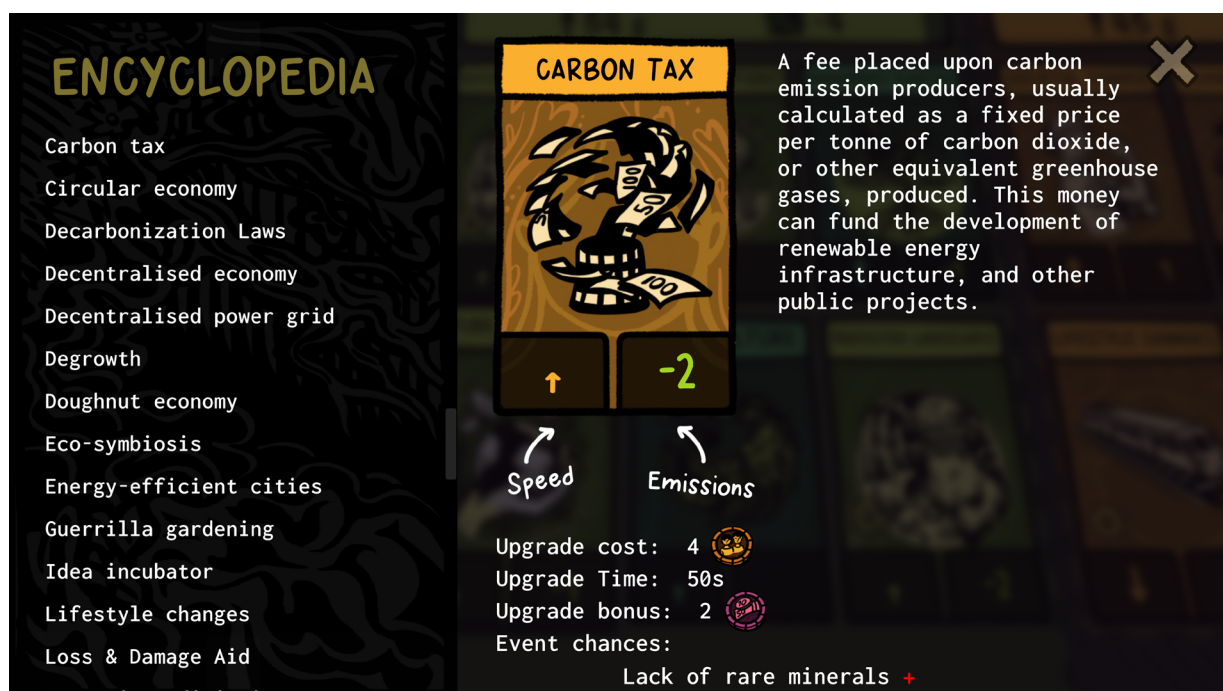 ENCYCLOPEDIA
Carbon tax
Circular economy
Decarbonization Laws
Decentralised economy
Decentralised power grid
Degrowth
Doughnut economy
Eco-symbiosis
Energy-efficient cities
Guerrilla gardening
Idea incubator
Lifestyle changes
Loss & Damage Aid
CARBON TAX
100
50
50
100
↑
-2
Speed
Emissions
A fee placed upon carbon
emission producers, usually
calculated as a fixed price
per tonne of carbon dioxide,
or other equivalent greenhouse
gases, produced. This money
can fund the development of
renewable energy
infrastructure, and other
public projects.
Upgrade cost: 4
Upgrade Time: 50s
Upgrade bonus: 2
Event chances:
Lack of rare minerals +